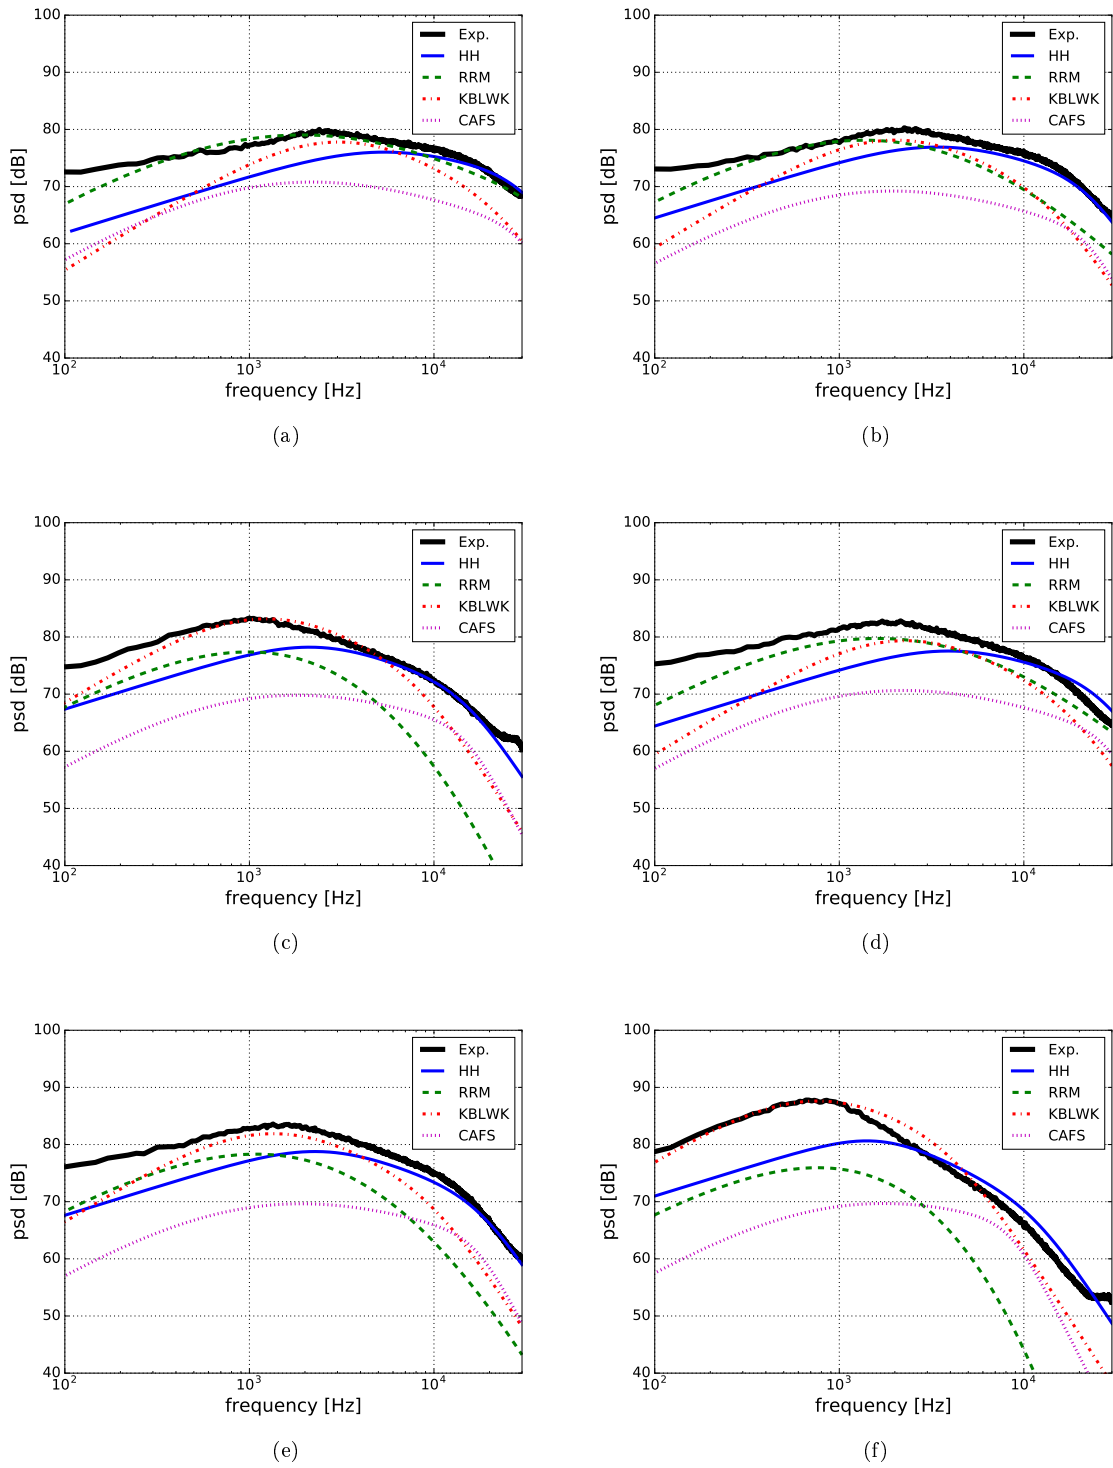 100
90
80
70
60
50
40
psd [dB]
10² 10³ 10⁴
frequency [Hz]
Exp.
HH
RRM
KBLWK
CAFS
(a)
100
90
80
70
60
50
40
psd [dB]
10² 10³ 10⁴
frequency [Hz]
Exp.
HH
RRM
KBLWK
CAFS
(b)
100
90
80
70
60
50
40
psd [dB]
10² 10³ 10⁴
frequency [Hz]
Exp.
HH
RRM
KBLWK
CAFS
(c)
100
90
80
70
60
50
40
psd [dB]
10² 10³ 10⁴
frequency [Hz]
Exp.
HH
RRM
KBLWK
CAFS
(d)
100
90
80
70
60
50
40
psd [dB]
10² 10³ 10⁴
frequency [Hz]
Exp.
HH
RRM
KBLWK
CAFS
(e)
100
90
80
70
60
50
40
psd [dB]
10² 10³ 10⁴
frequency [Hz]
Exp.
HH
RRM
KBLWK
CAFS
(f)